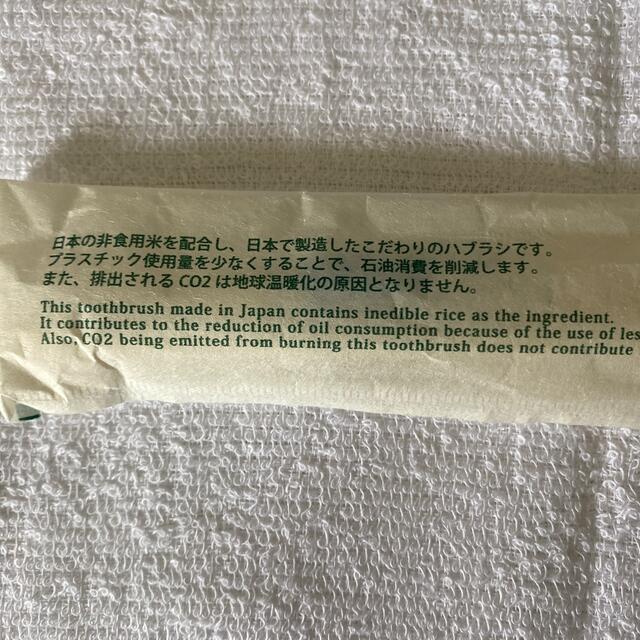 日本の非食用米を配合し、日本で製造したこだわりのハブラシです。
プラスチック使用量を少なくすることで、石油消費を削減します。
また、排出される CO2 は地球温暖化の原因となりません。
This toothbrush made in Japan contains inedible rice as the ingredient.
It contributes to the reduction of oil consumption because of the use of les
Also, CO2 being emitted from burning this toothbrush does not contribute